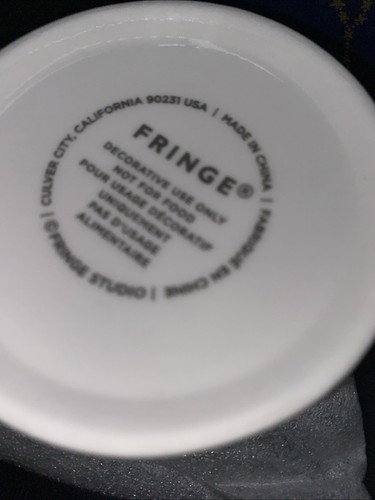 FRINGE®
DECORATIVE USE ONLY
NOT FOR FOOD
POUR USAGE DÉCORATIF
UNIQUEMENT
PAS D'USAGE
ALIMENTAIRE
©FRINGE STUDIO | CULVER CITY, CALIFORNIA 90231 USA | MADE IN CHINA | FABRIQUÉ EN CHINE |